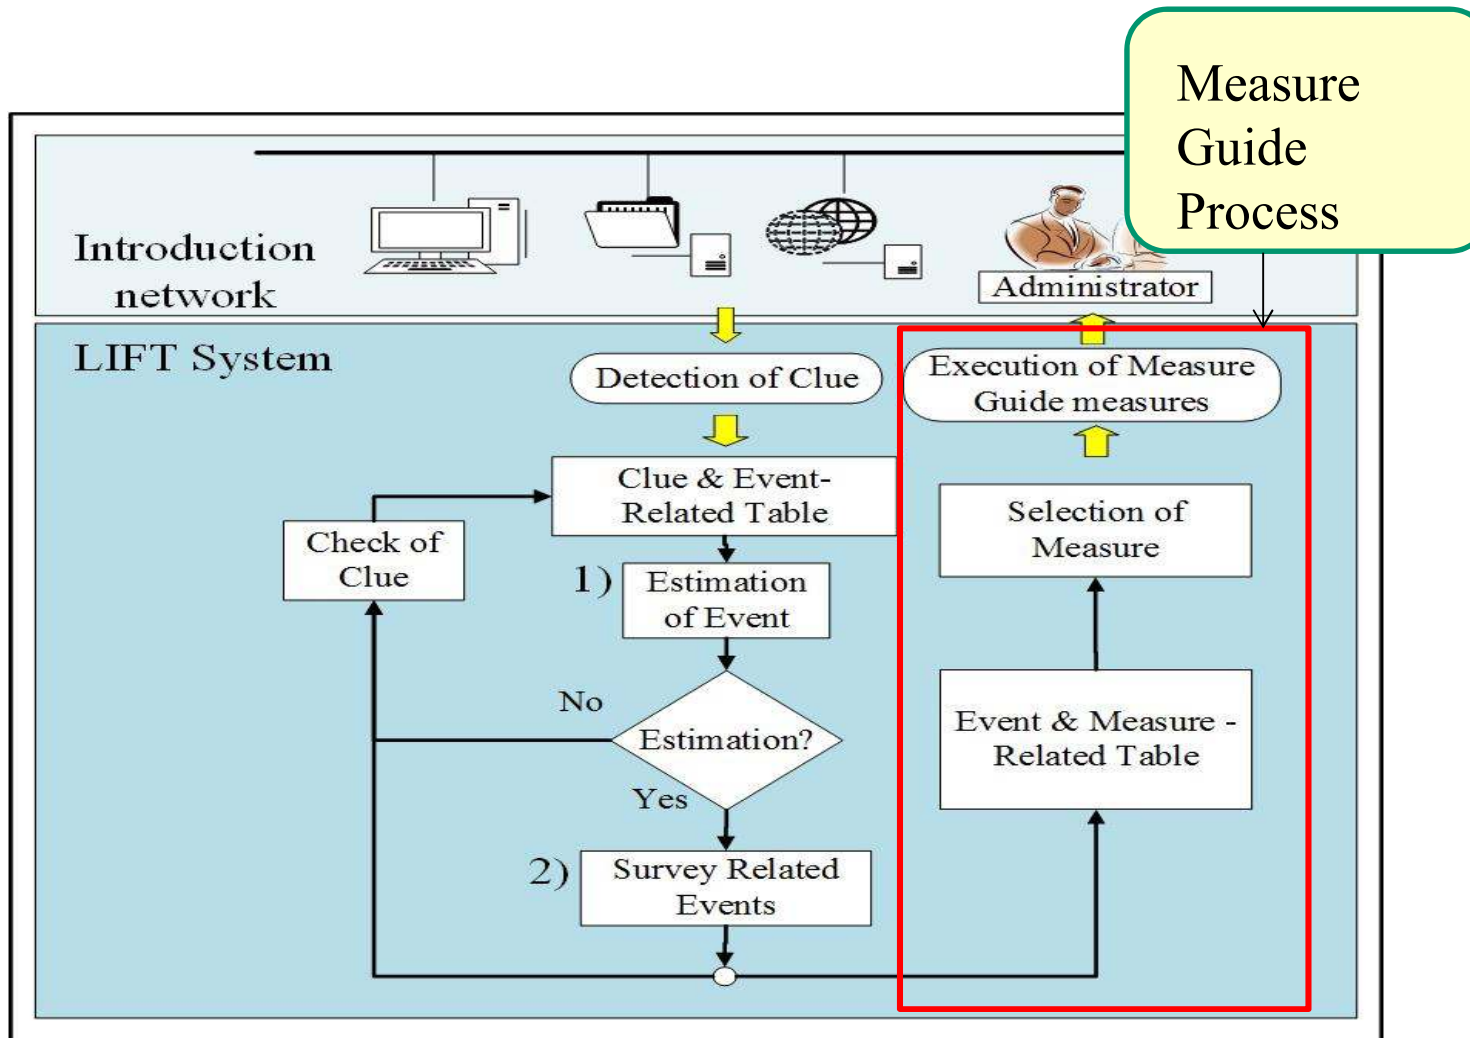 Measure
Guide
Process
Introduction
network
Administrator
LIFT System
Detection of Clue
Execution of Measure
Guide measures
Clue & Event-
Related Table
Selection of
Measure
Check of
Clue
1)
Estimation
of Event
No
Estimation?
Yes
Event & Measure -
Related Table
2)
Survey Related
Events